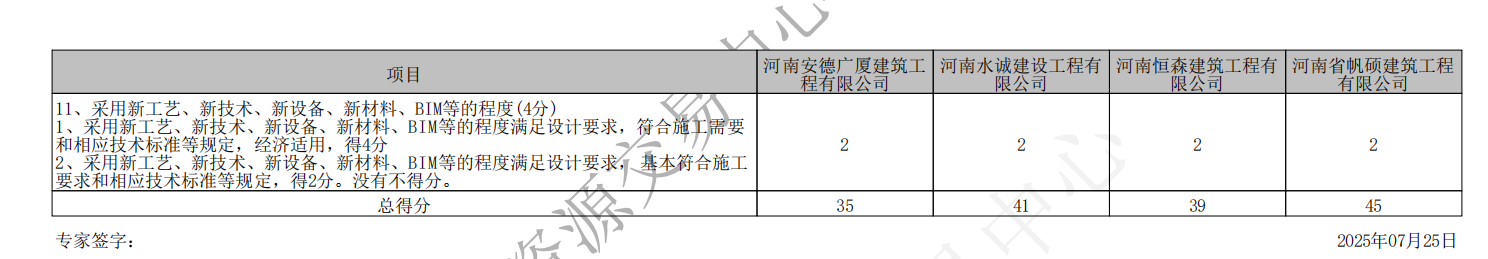 资源交易中心
项目
河南安德广厦建筑工
程有限公司
河南水诚建设工程有
限公司
河南恒森建筑工程有
限公司
河南省帆硕建筑工程
有限公司
11、采用新工艺、新技术、新设备、新材料、BIM等的程度(4分)
1、采用新工艺、新技术、新设备、新材料、BIM等的程度满足设计要求，符合施工需要
和相应技术标准等规定，经济适用，得4分
2、采用新工艺、新技术、新设备、新材料、BIM等的程度满足设计要求，基本符合施工
要求和相应技术标准等规定，得2分。没有不得分。
2
2
2
2
总得分
35
41
39
45
专家签字：
2025年07月25日
中心